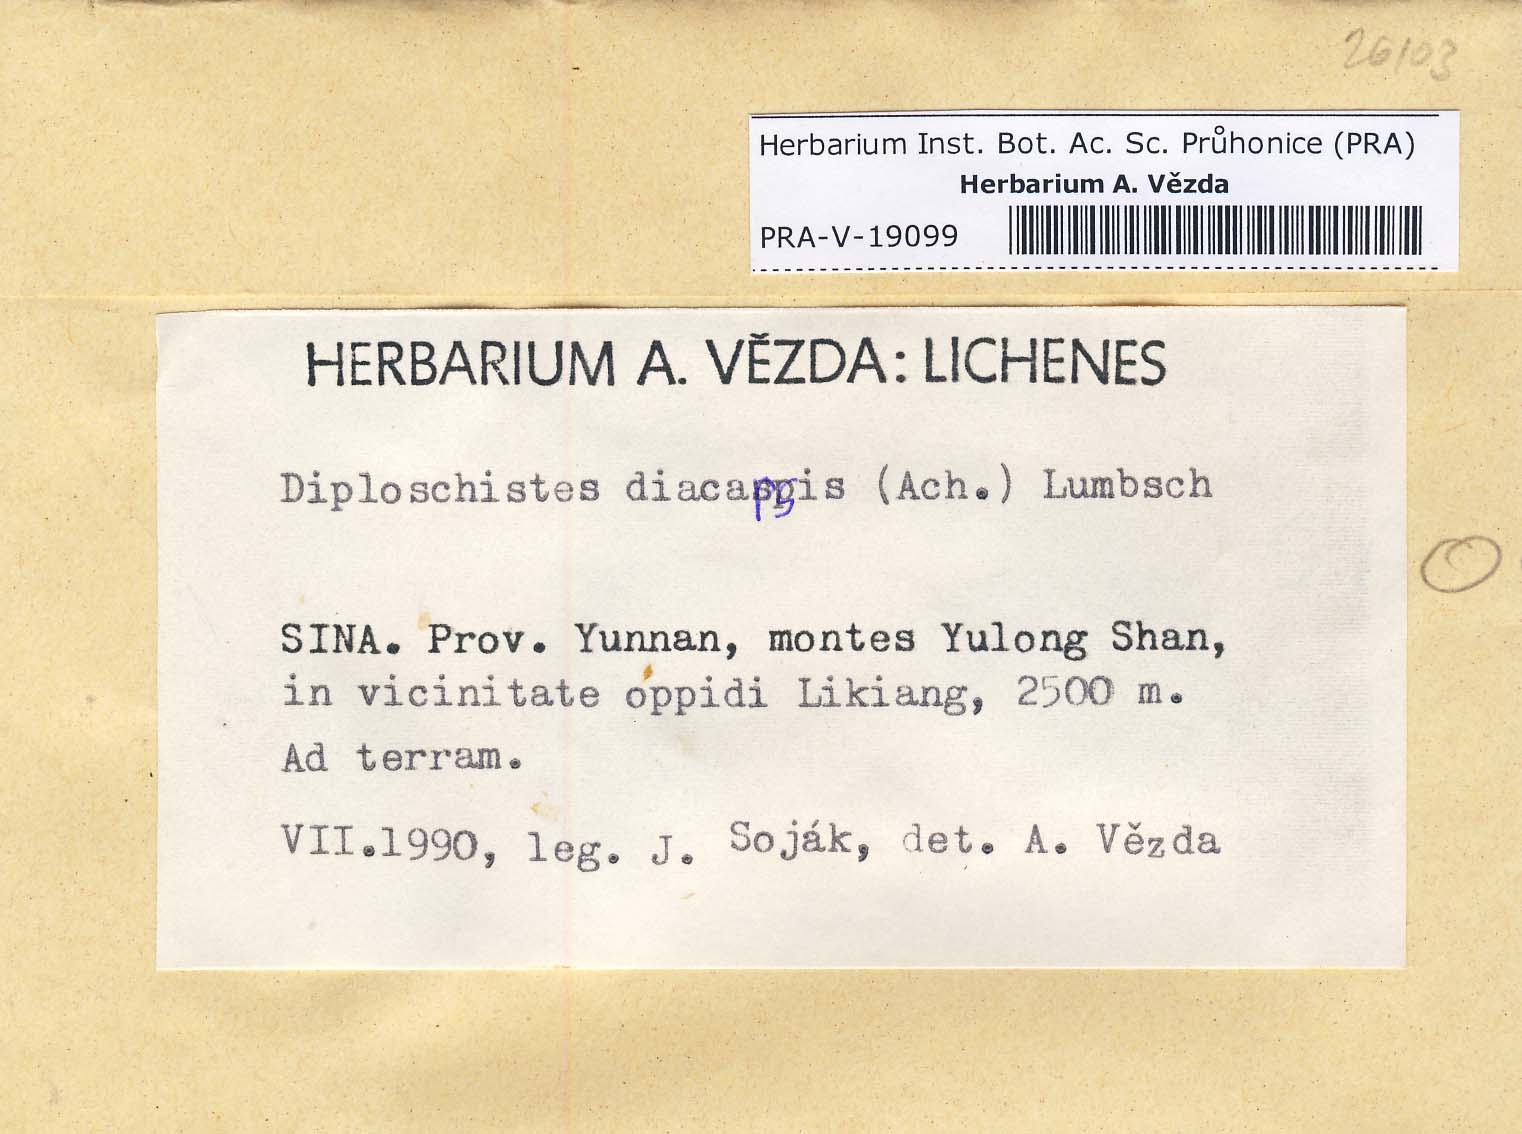 26103
Herbarium Inst. Bot. Ac. Sc. Průhonice (PRA)
Herbarium A. Vězda
PRA-V-19099
HERBARIUM A. VĚZDA: LICHENES
Diploschistes diacapsis (Ach.) Lumbsch
SINA. Prov. Yunnan, montes Yulong Shan,
in vicinitate oppidi Likiang, 2500 m.
Ad terram.
VII.1990, leg. J. Soják, det. A. Vězda